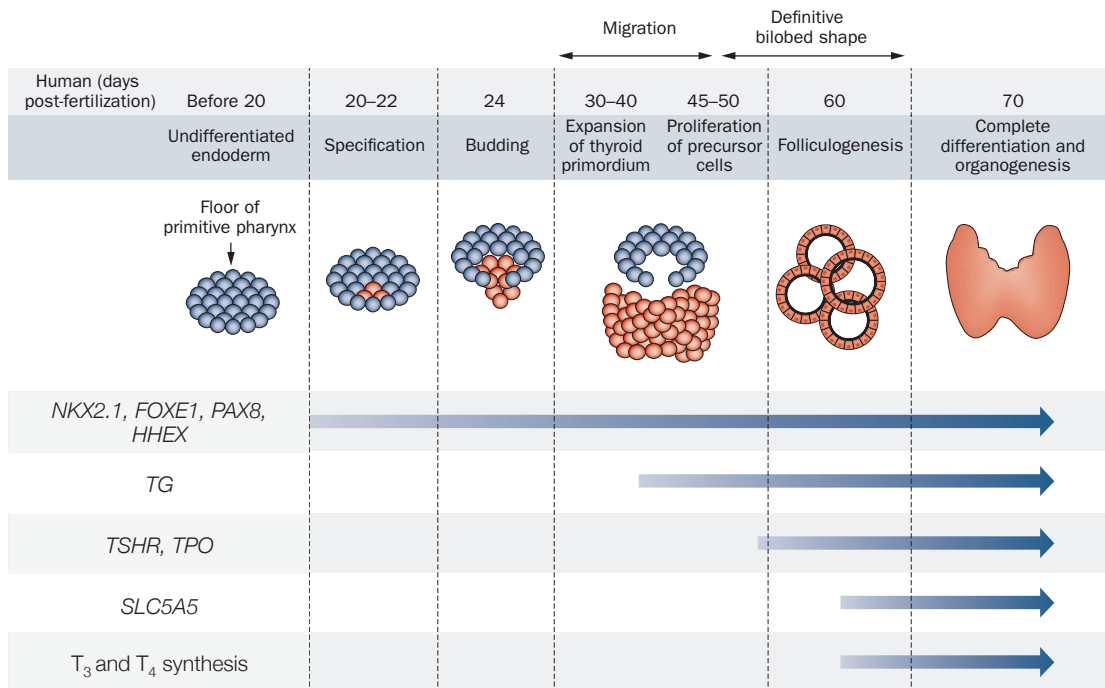 Migration
Definitive
bilobed shape
Human (days
post-fertilization)
Before 20
20–22
24
30–40
45–50
60
70
Undifferentiated
endoderm
Specification
Budding
Expansion
of thyroid
primordium
Proliferation
of precursor
cells
Folliculogenesis
Complete
differentiation and
organogenesis
Floor of
primitive pharynx
NKX2.1, FOXE1, PAX8,
HHEX
TG
TSHR, TPO
SLC5A5
T₃ and T₄ synthesis